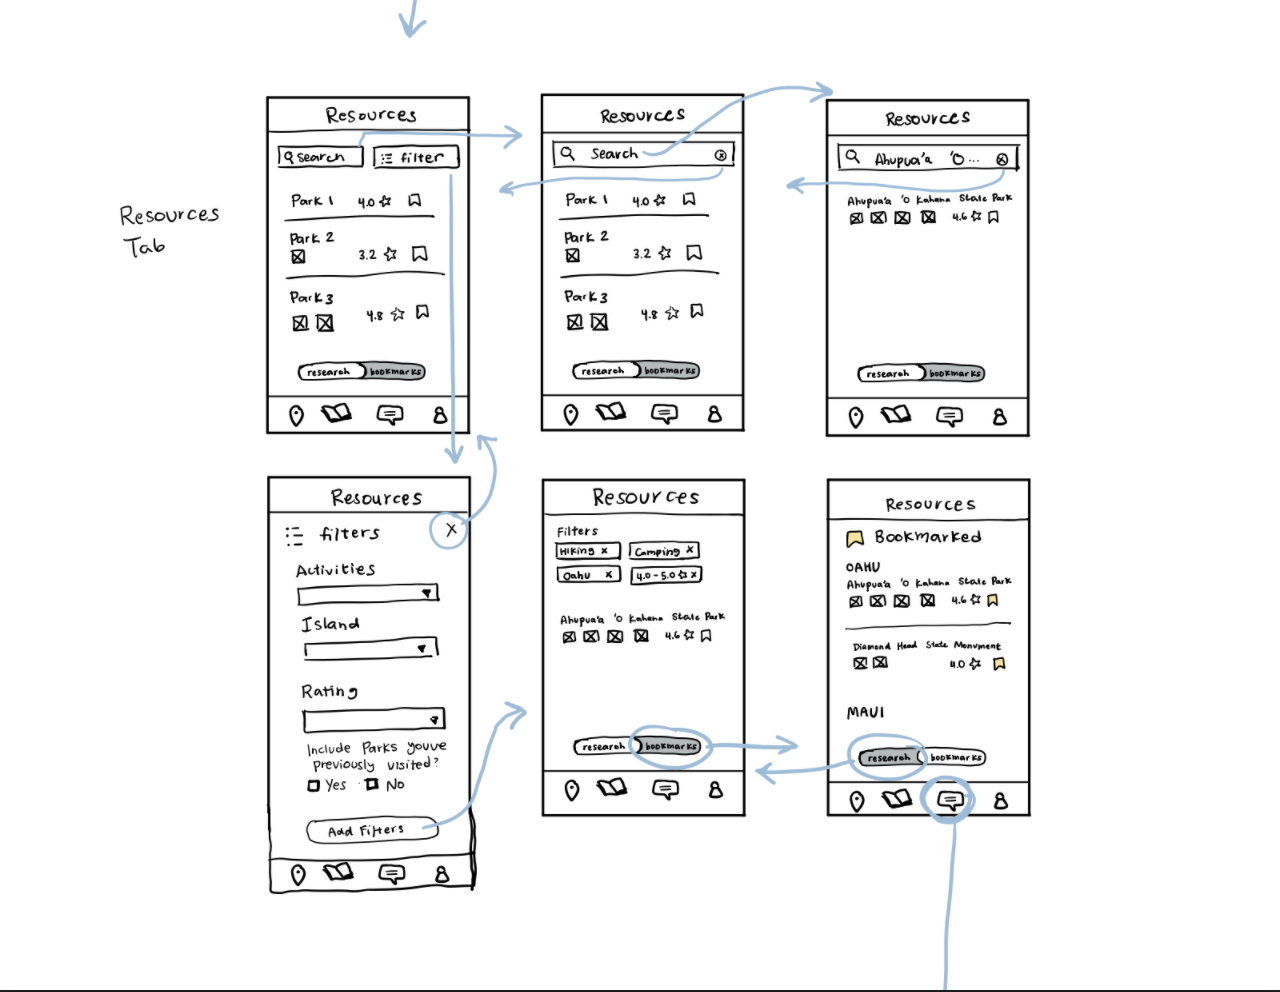 Resources
Tab
Resources
Search
filter
Park 1 4.0
Park 2
3.2
Park 3
4.8
research bookmarks
Resources
Search
Park 1 4.0
Park 2
3.2
Park 3
4.8
research bookmarks
Resources
Ahupua'a 'O ...
Ahupua'a 'O Kahana State Park
4.6
research bookmarks
Resources
filters X
Activities
Island
Rating
Include Parks youve
previously visited?
Yes No
Add Filters
Resources
Filters
Hiking x Camping x
Oahu x 4.0-5.0 x
Ahupua'a 'O Kahana State Park
4.6
research bookmarks
Resources
Bookmarked
OAHU
Ahupua'a 'O Kahana State Park
4.6
Diamond Head State Monument
4.0
MAUI
research bookmarks